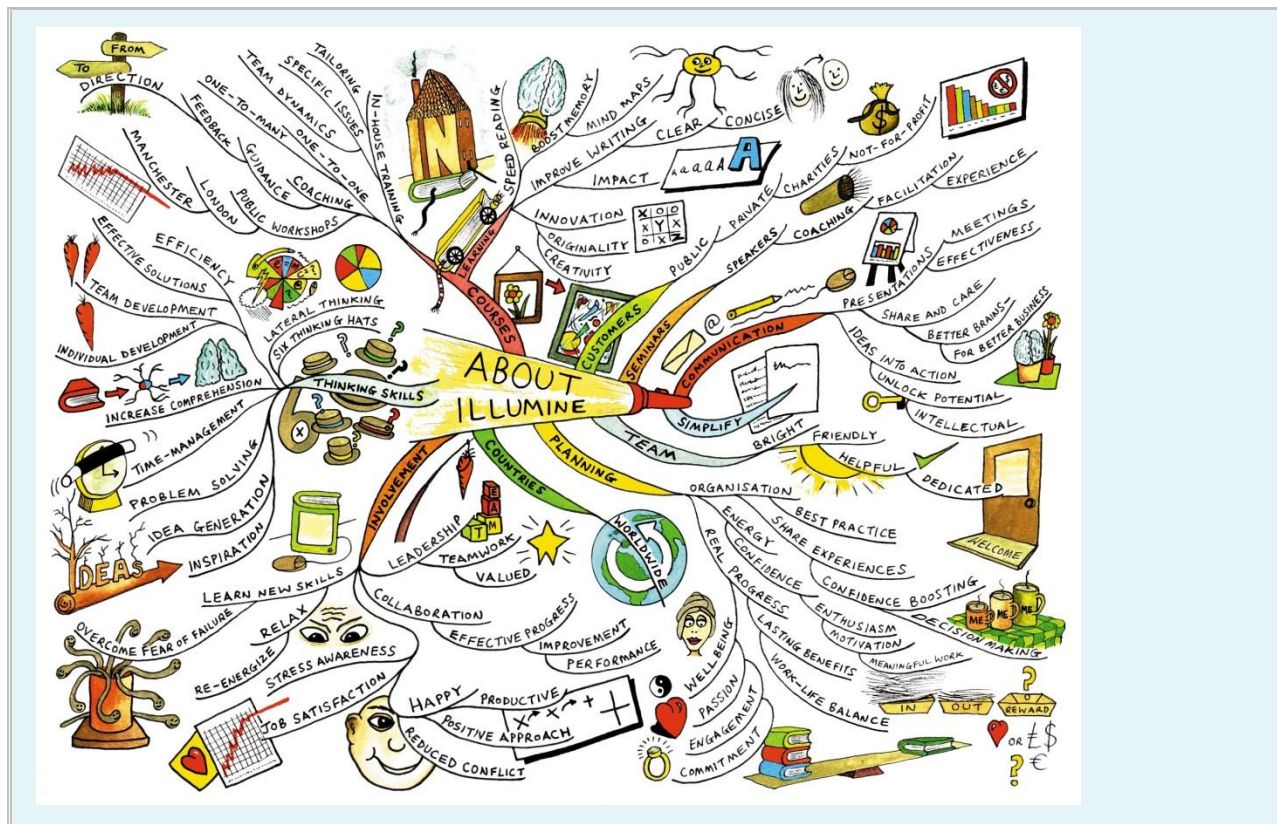 ABOUT
ILLUMINE
COURSES
LEARNING
SPEED READING
BOOST MEMORY
MIND MAPS
IMPROVE WRITING
CLEAR
CONCISE
IMPACT
a a a A A
A
INNOVATION
ORIGINALITY
CREATIVITY
X O O
X Y X
O X Z
N
IN-HOUSE TRAINING
TAILORING
SPECIFIC ISSUES
TEAM DYNAMICS
ONE-TO-MANY
ONE-TO-ONE
COACHING
GUIDANCE
FEEDBACK
DIRECTION
FROM
TO
PUBLIC WORKSHOPS
LONDON
MANCHESTER
CUSTOMERS
PUBLIC
PRIVATE
CHARITIES
NOT-FOR-PROFIT
$
SEMINARS
SPEAKERS
COACHING
FACILITATION
EXPERIENCE
COMMUNICATION
@
PRESENTATIONS
MEETINGS
EFFECTIVENESS
SHARE AND CARE
BETTER BRAINS-
FOR BETTER BUSINESS
IDEAS INTO ACTION
UNLOCK POTENTIAL
INTELLECTUAL
SIMPLIFY
TEAM
BRIGHT
FRIENDLY
HELPFUL
DEDICATED
WELCOME
PLANNING
ORGANISATION
BEST PRACTICE
SHARE EXPERIENCES
CONFIDENCE BOOSTING
DECISION MAKING
ME
ME
ME
ENERGY
CONFIDENCE
ENTHUSIASM
MOTIVATION
MEANINGFUL WORK
REAL PROGRESS
LASTING BENEFITS
WORK-LIFE BALANCE
IN
OUT
REWARD
?
OR £ $
€
?
WELL BEING
PASSION
ENGAGEMENT
COMMITMENT
COUNTRIES
WORLDWIDE
INVOLVEMENT
LEADERSHIP
TEAMWORK
VALUED
T E A M
COLLABORATION
EFFECTIVE PROGRESS
IMPROVEMENT
PERFORMANCE
HAPPY
PRODUCTIVE
POSITIVE APPROACH
REDUCED CONFLICT
LEARN NEW SKILLS
OVERCOME FEAR OF FAILURE
RELAX
RE-ENERGIZE
STRESS AWARENESS
JOB SATISFACTION
THINKING SKILLS
SIX THINKING HATS
LATERAL THINKING
EFFICIENCY
EFFECTIVE SOLUTIONS
TEAM DEVELOPMENT
INDIVIDUAL DEVELOPMENT
INCREASE COMPREHENSION
TIME-MANAGEMENT
PROBLEM SOLVING
IDEA GENERATION
INSPIRATION
IDEAS